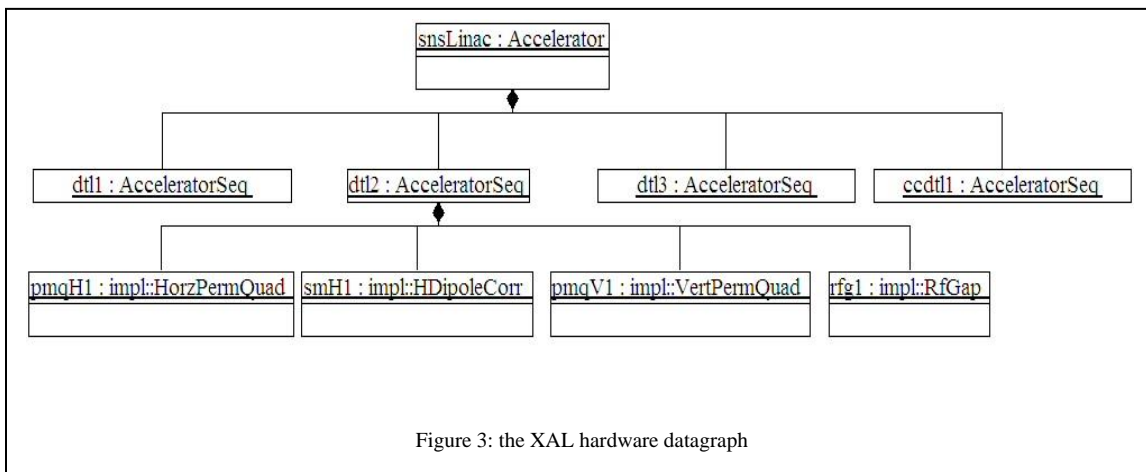 snsLinac : Accelerator
dtl1 : AcceleratorSeq
dtl2 : AcceleratorSeq
dtl3 : AcceleratorSeq
ccdtl1 : AcceleratorSeq
pmqH1 : impl::HorzPermQuad
smH1 : impl::HDipoleCorr
pmqV1 : impl::VertPermQuad
rfg1 : impl::RfGap
Figure 3: the XAL hardware datagraph